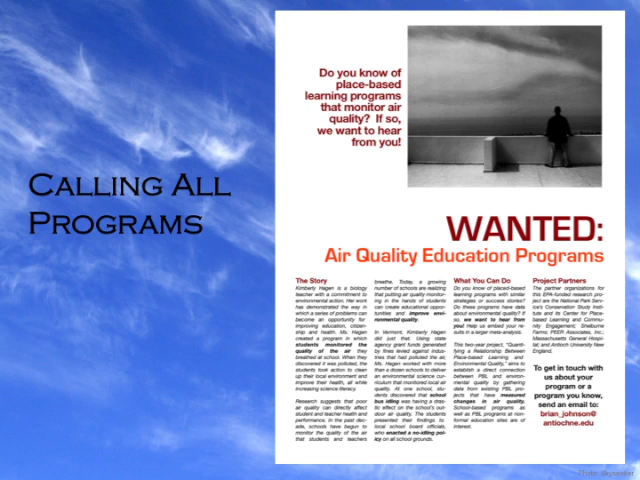 CALLING ALL
PROGRAMS
Do you know of
place-based
learning programs
that monitor air
quality? If so,
we want to hear
from you!
WANTED:
Air Quality Education Programs
The Story
Kimberly Hagen is a biology
teacher with a commitment to
environmental action. Her work
has demonstrated the way in
which a series of problems can
become an opportunity for
improving education, citizen-
ship and health. Ms. Hagen
created a program in which
students monitored the
quality of the air they
breathed at school. When they
discovered it was polluted, the
students took action to clean
up their local environment and
improve their health, all while
increasing science literacy.
Research suggests that poor
air quality can directly affect
student and teacher health and
performance. In the past dec-
ade, schools have begun to
monitor the quality of the air
that students and teachers
breathe. Today, a growing
number of schools are realizing
that putting air quality monitor-
ing in the hands of students
can create educational oppor-
tunities and improve envi-
ronmental quality.
In Vermont, Kimberly Hagen
did just that. Using state
agency grant funds generated
by fines levied against indus-
tries that had polluted the air,
Ms. Hagen worked with more
than a dozen schools to deliver
an environmental science cur-
riculum that monitored local air
quality. At one school, stu-
dents discovered that school
bus idling was having a dras-
tic effect on the school's out-
door air quality. The students
presented their findings to
local school board officials,
who enacted a no-idling pol-
icy on all school grounds.
What You Can Do
Do you know of placed-based
learning programs with similar
strategies or success stories?
Do these programs have data
about environmental quality? If
so, we want to hear from
you! Help us embed your re-
sults in a larger meta-analysis.
This two-year project, "Quanti-
fying a Relationship Between
Place-based Learning and
Environmental Quality," aims to
establish a direct connection
between PBL and environ-
mental quality by gathering
data from existing PBL pro-
jects that have measured
changes in air quality.
School-based programs as
well as PBL programs at non-
formal education sites are of
interest.
Project Partners
The partner organizations for
this EPA-funded research pro-
ject are the National Park Serv-
ice's Conservation Study Insti-
tute and its Center for Place-
based Learning and Commu-
nity Engagement; Shelburne
Farms; PEER Associates, Inc.;
Massachusetts General Hospi-
tal; and Antioch University New
England.
To get in touch with
us about your
program or a
program you know,
send an email to:
brian_johnson@
antiochne.edu